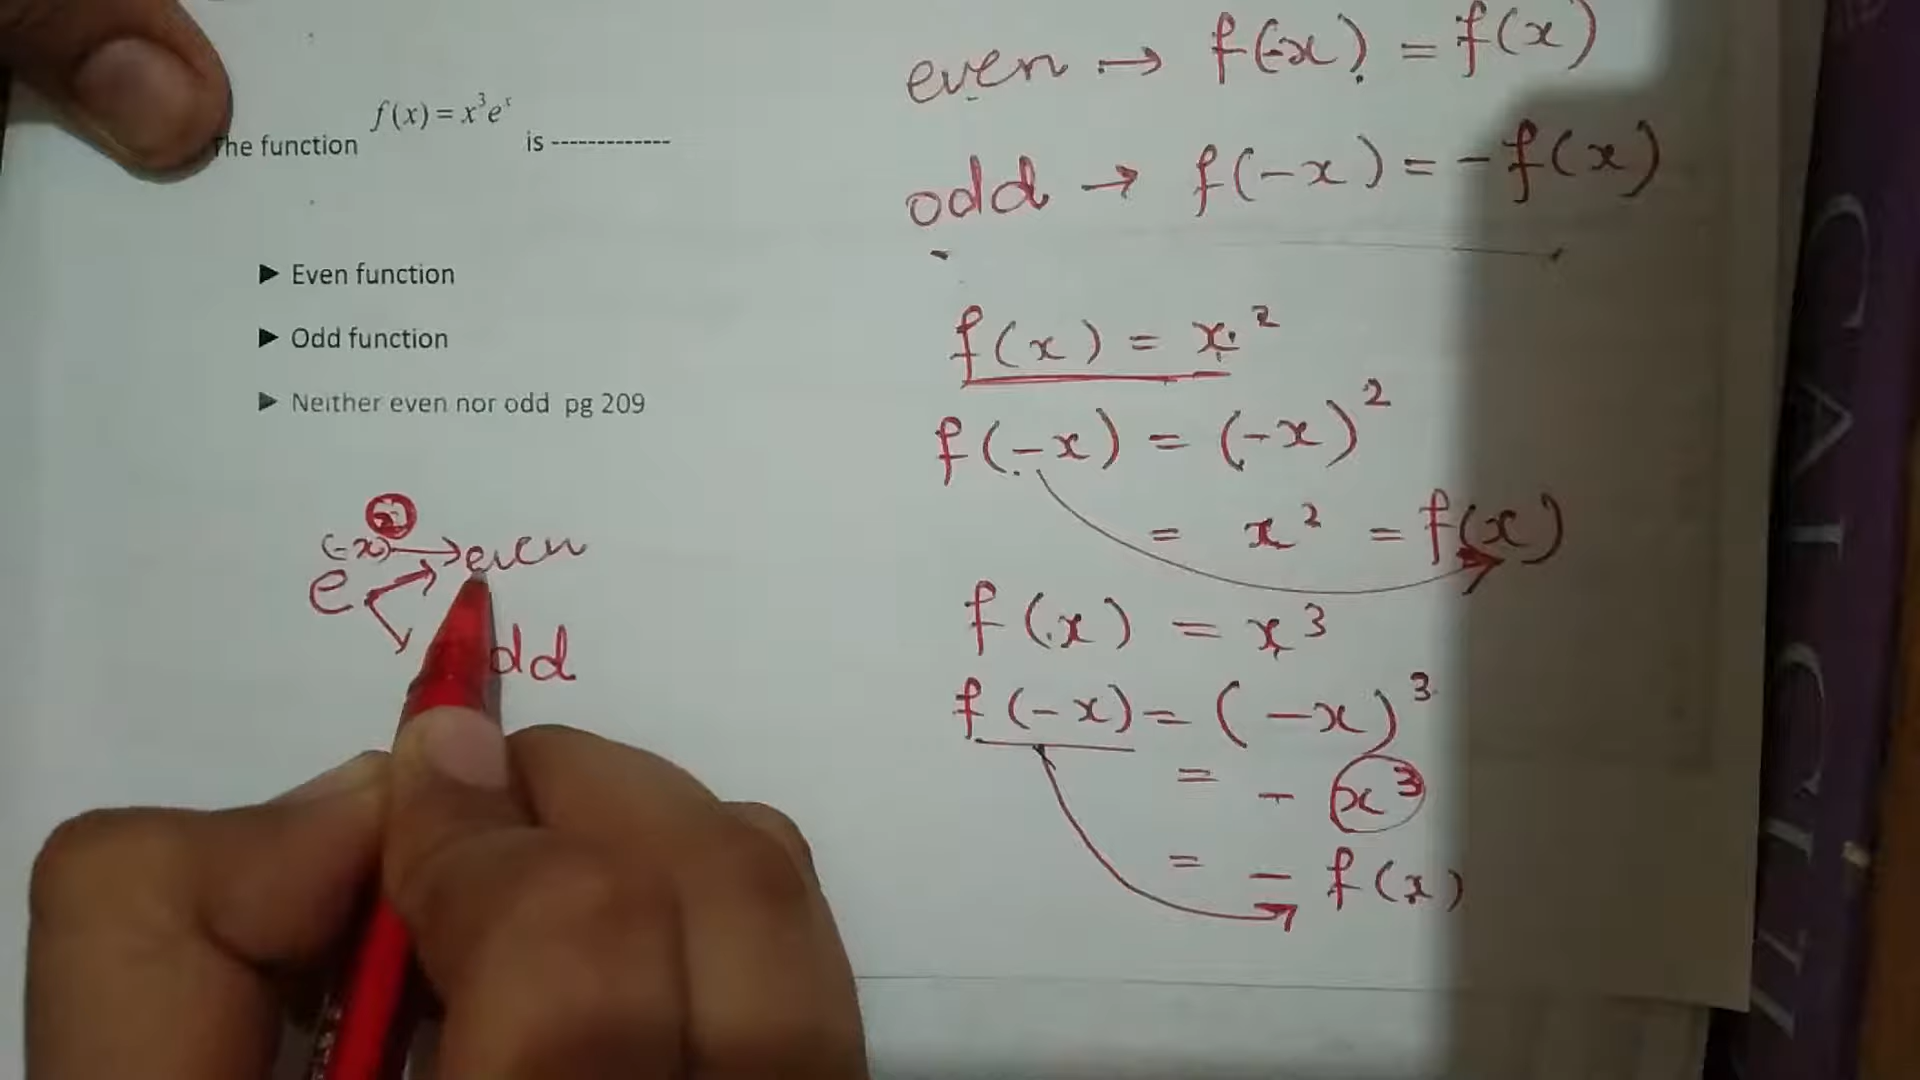 f(x) = x³eˣ
The function is -------------
► Even function
► Odd function
► Neither even nor odd pg 209
(-x) → even
e
odd
even → f(-x) = f(x)
odd → f(-x) = -f(x)
f(x) = x²
f(-x) = (-x)²
= x² = f(x)
f(x) = x³
f(-x) = (-x)³
= - x³
= - f(x)